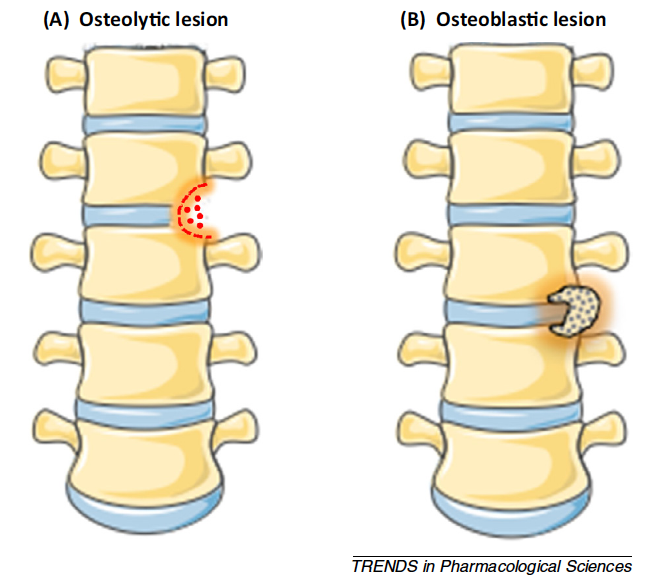 (A) Osteolytic lesion
(B) Osteoblastic lesion
TRENDS in Pharmacological Sciences